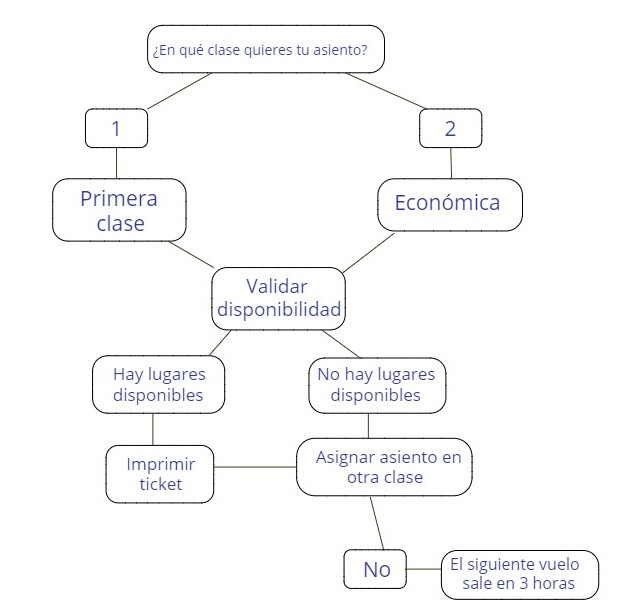 ¿En qué clase quieres tu asiento?
1
2
Primera
clase
Económica
Validar
disponibilidad
Hay lugares
disponibles
No hay lugares
disponibles
Imprimir
ticket
Asignar asiento en
otra clase
No
El siguiente vuelo
sale en 3 horas